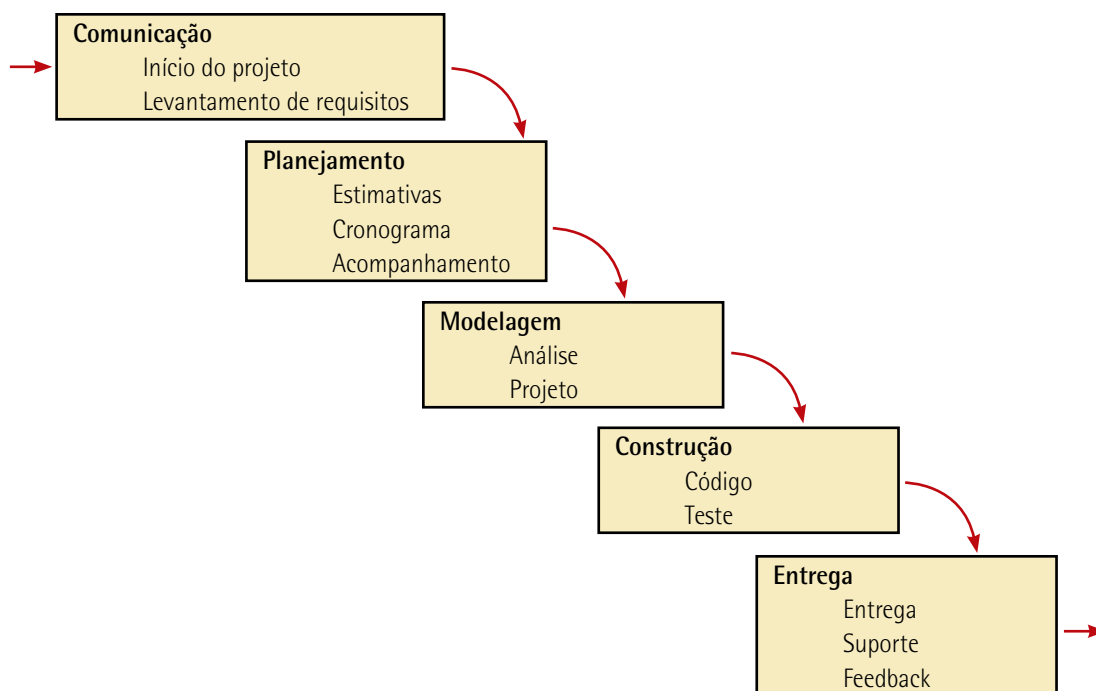 Comunicação
Início do projeto
Levantamento de requisitos
Planejamento
Estimativas
Cronograma
Acompanhamento
Modelagem
Análise
Projeto
Construção
Código
Teste
Entrega
Entrega
Suporte
Feedback